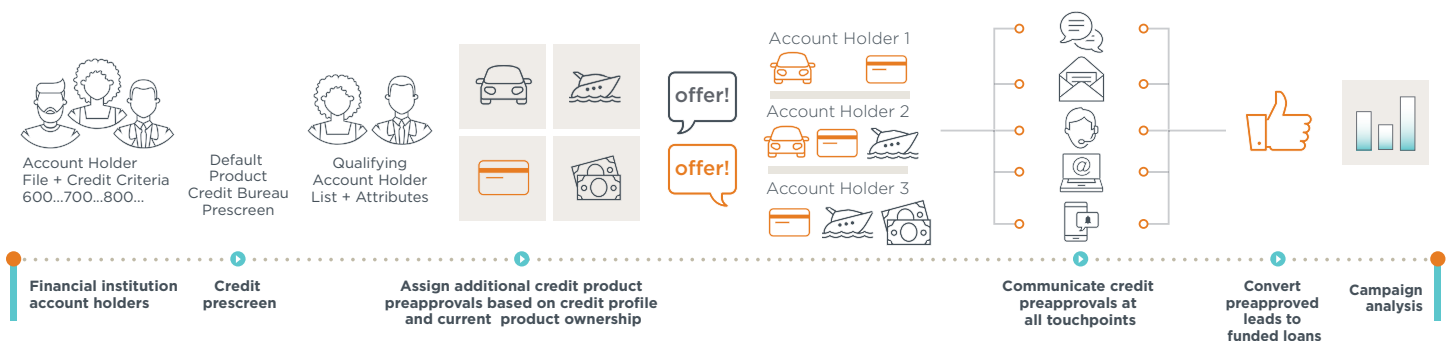 Account Holder
File + Credit Criteria
600...700...800...
Default
Product
Credit Bureau
Prescreen
Qualifying
Account Holder
List + Attributes
offer!
offer!
Account Holder 1
Account Holder 2
Account Holder 3
@
Financial institution
account holders
Credit
prescreen
Assign additional credit product
preapprovals based on credit profile
and current product ownership
Communicate credit
preapprovals at
all touchpoints
Convert
preapproved
leads to
funded loans
Campaign
analysis